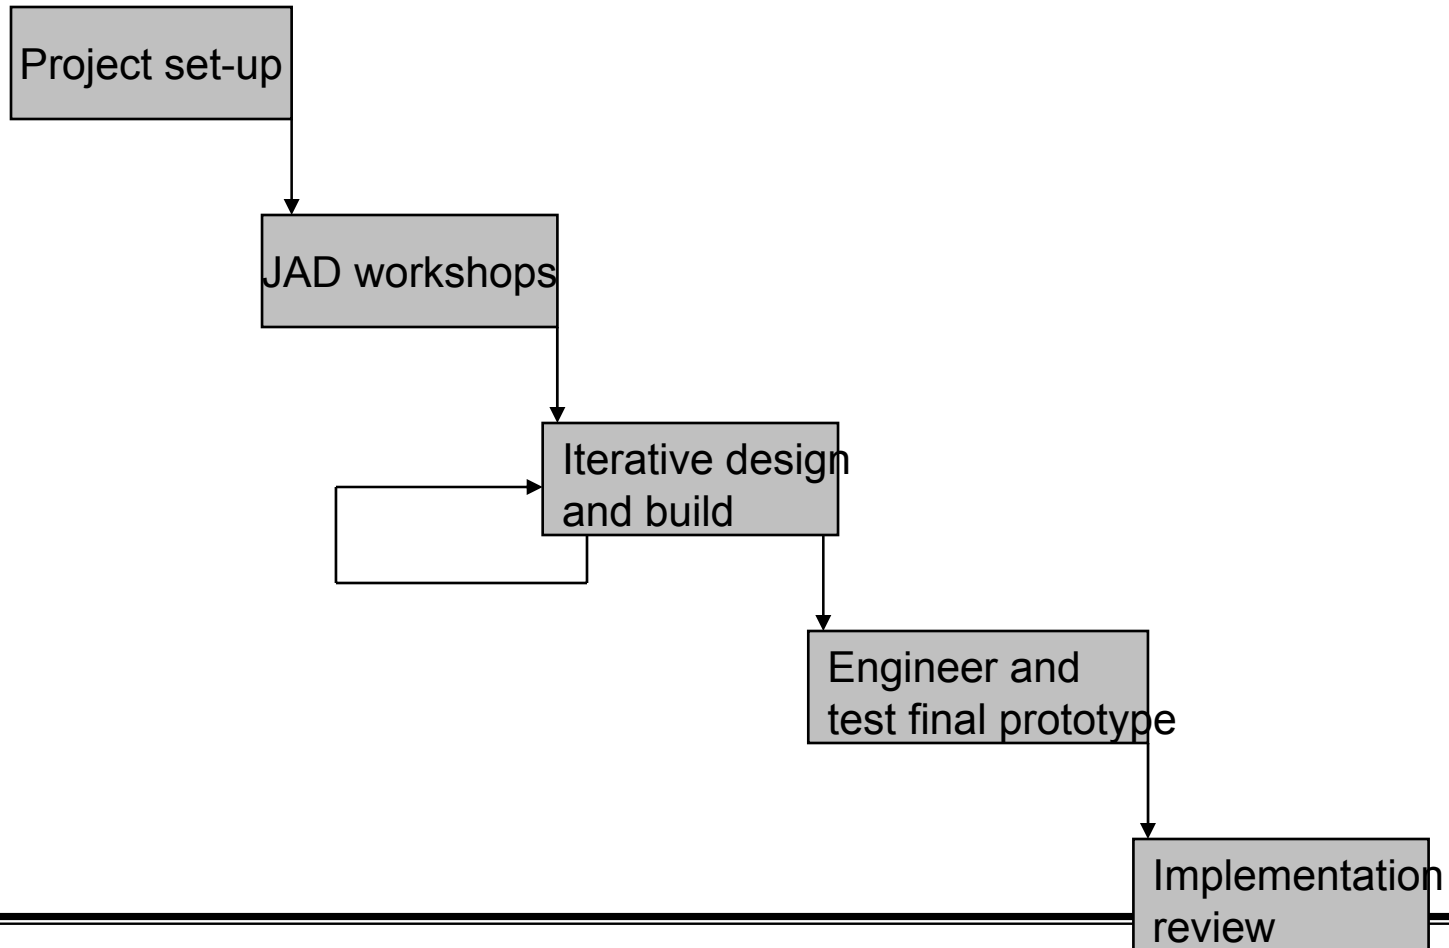 Project set-up
JAD workshops
Iterative design
and build
Engineer and
test final prototype
Implementation
review